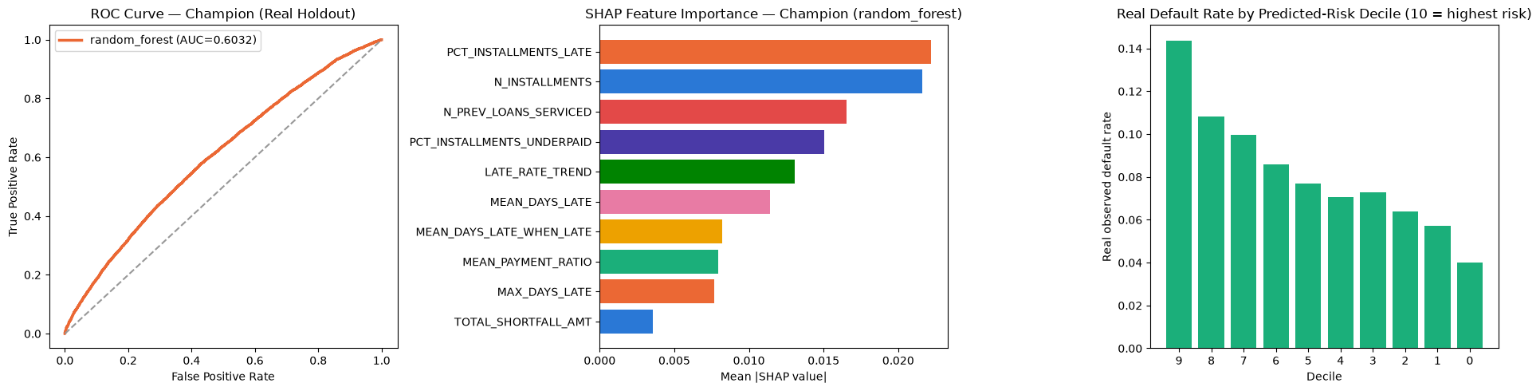 ROC Curve — Champion (Real Holdout)
random_forest (AUC=0.6032)
True Positive Rate
1.0
0.8
0.6
0.4
0.2
0.0
0.0 0.2 0.4 0.6 0.8 1.0
False Positive Rate
SHAP Feature Importance — Champion (random_forest)
PCT_INSTALLMENTS_LATE
N_INSTALLMENTS
N_PREV_LOANS_SERVICED
PCT_INSTALLMENTS_UNDERPAID
LATE_RATE_TREND
MEAN_DAYS_LATE
MEAN_DAYS_LATE_WHEN_LATE
MEAN_PAYMENT_RATIO
MAX_DAYS_LATE
TOTAL_SHORTFALL_AMT
0.000 0.005 0.010 0.015 0.020
Mean |SHAP value|
Real Default Rate by Predicted-Risk Decile (10 = highest risk)
Real observed default rate
0.14
0.12
0.10
0.08
0.06
0.04
0.02
0.00
9 8 7 6 5 4 3 2 1 0
Decile